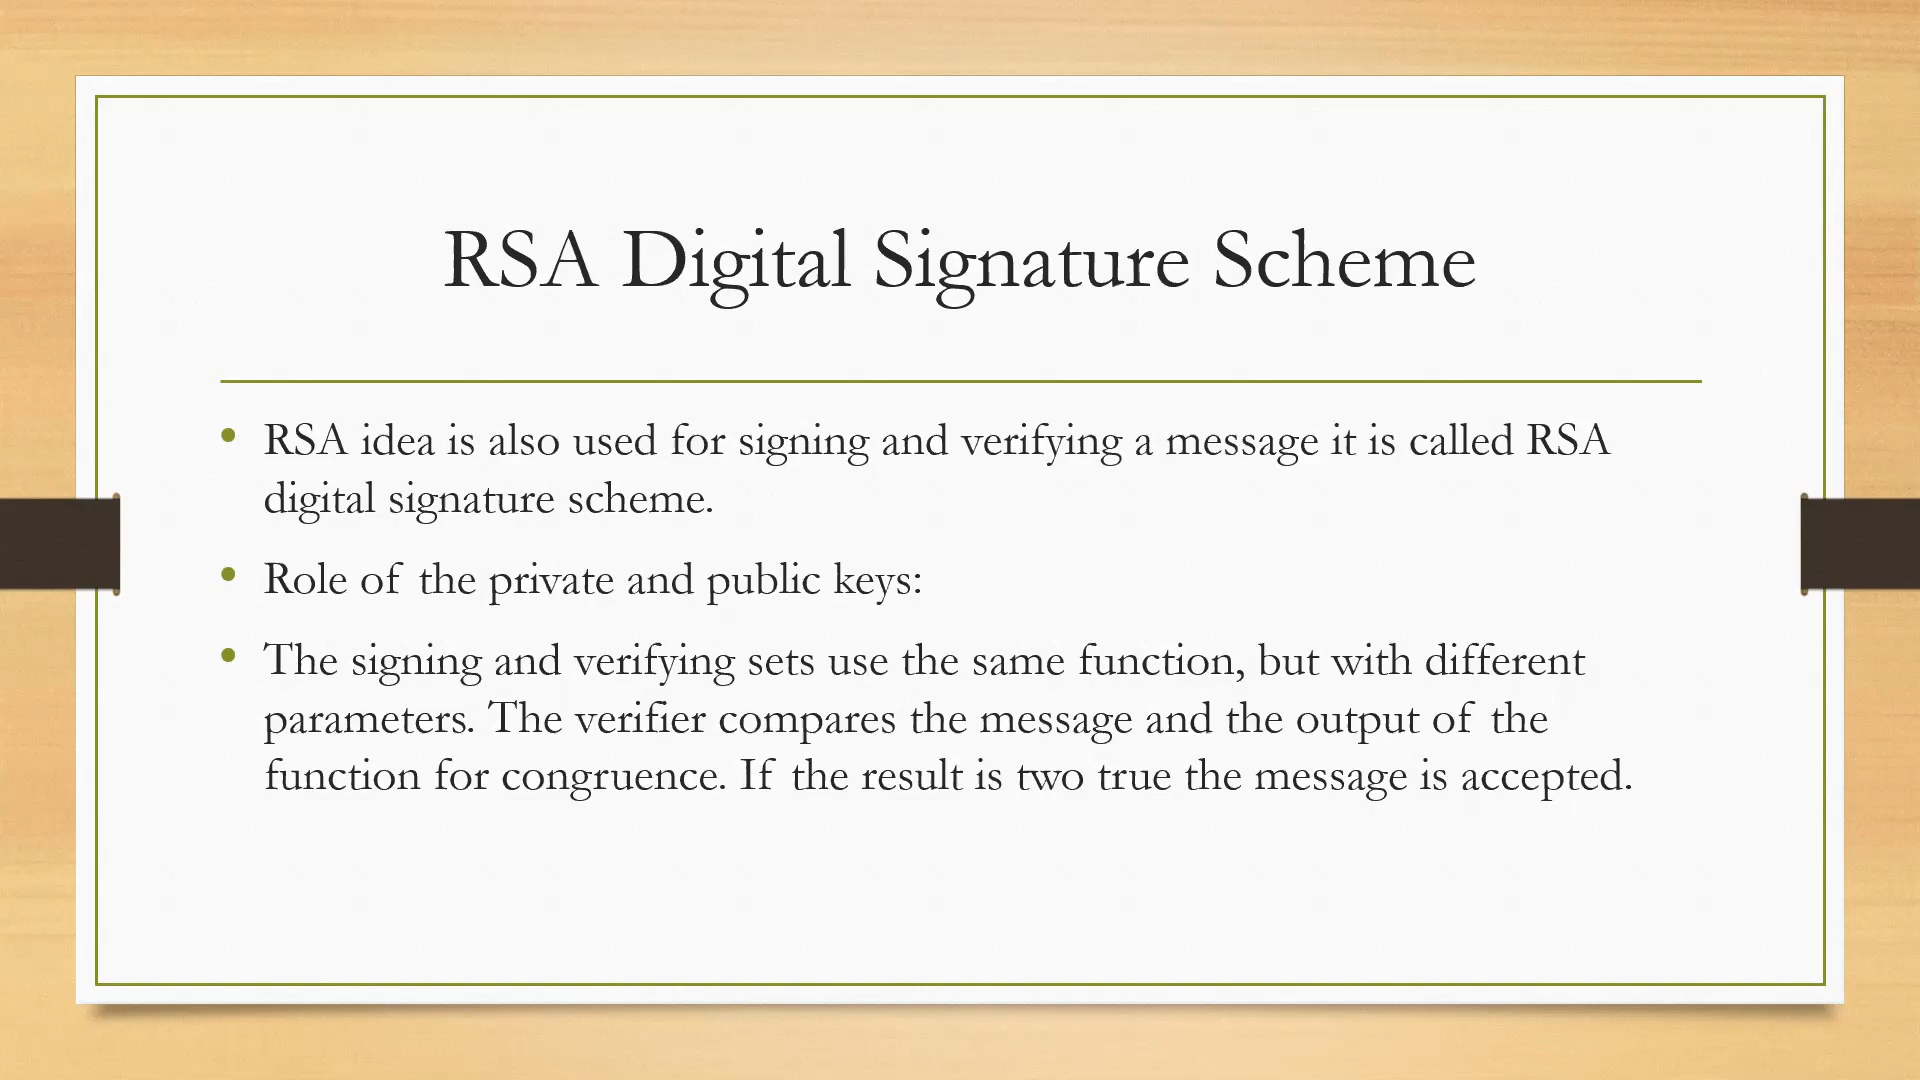 RSA Digital Signature Scheme
• RSA idea is also used for signing and verifying a message it is called RSA
digital signature scheme.
• Role of the private and public keys:
• The signing and verifying sets use the same function, but with different
parameters. The verifier compares the message and the output of the
function for congruence. If the result is two true the message is accepted.